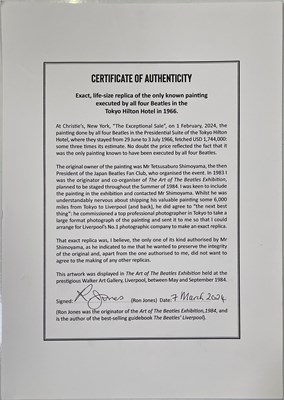 CERTIFICATE OF AUTHENTICITY
Exact, life-size replica of the only known painting
executed by all four Beatles in the
Tokyo Hilton Hotel in 1966.
At Christie's, New York, "The Exceptional Sale", on 1 February, 2024, the
painting done by all four Beatles in the Presidential Suite of the Tokyo Hilton
Hotel, where they stayed from 29 June to 3 July 1966, fetched USD 1,744,000:
some three times its estimate. No doubt the price reflected the fact that it
was the only painting known to have been executed by all four Beatles.
The original owner of the painting was Mr Tetsusaburo Shimoyama, the then
President of the Japan Beatles Fan Club, who organised the event. In 1983 I
was the originator and co-organiser of The Art of The Beatles Exhibition,
planned to be staged throughout the Summer of 1984. I was keen to include
the painting in the exhibition and contacted Mr Shimoyama. Whilst he was
understandably nervous about shipping his valuable painting some 6,000
miles from Tokyo to Liverpool (and back), he did agree to "the next best
thing": he commissioned a top professional photographer in Tokyo to take a
large format photograph of the painting and sent it to me so that I could
arrange for Liverpool's No.1 photographic company to make an exact replica.
That exact replica was, I believe, the only one of its kind authorised by Mr
Shimoyama, as he indicated to me that he wanted to preserve the integrity
of the original and, apart from the one authorised to me, did not want to
agree to the making of any other replicas.
This artwork was displayed in The Art of The Beatles Exhibition held at the
prestigious Walker Art Gallery, Liverpool, between May and September 1984.
Signed: R Jones (Ron Jones) Date: 7 March 2024
(Ron Jones was the originator of the Art of The Beatles Exhibition,1984, and
is the author of the best-selling guidebook The Beatles' Liverpool).